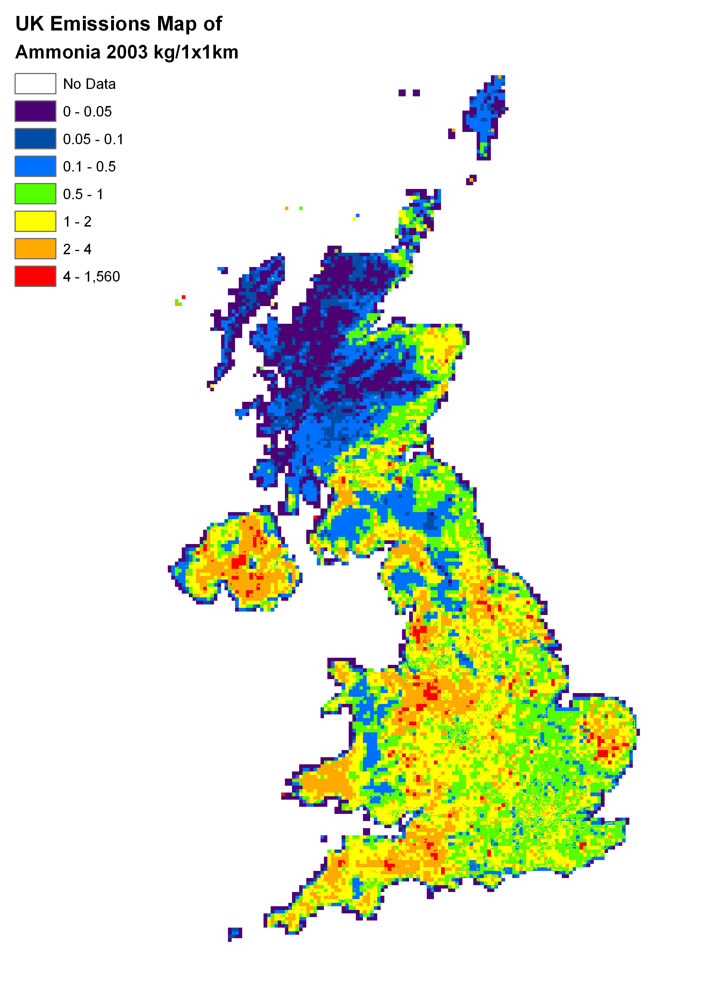 UK Emissions Map of
Ammonia 2003 kg/1x1km
No Data
0 - 0.05
0.05 - 0.1
0.1 - 0.5
0.5 - 1
1 - 2
2 - 4
4 - 1,560